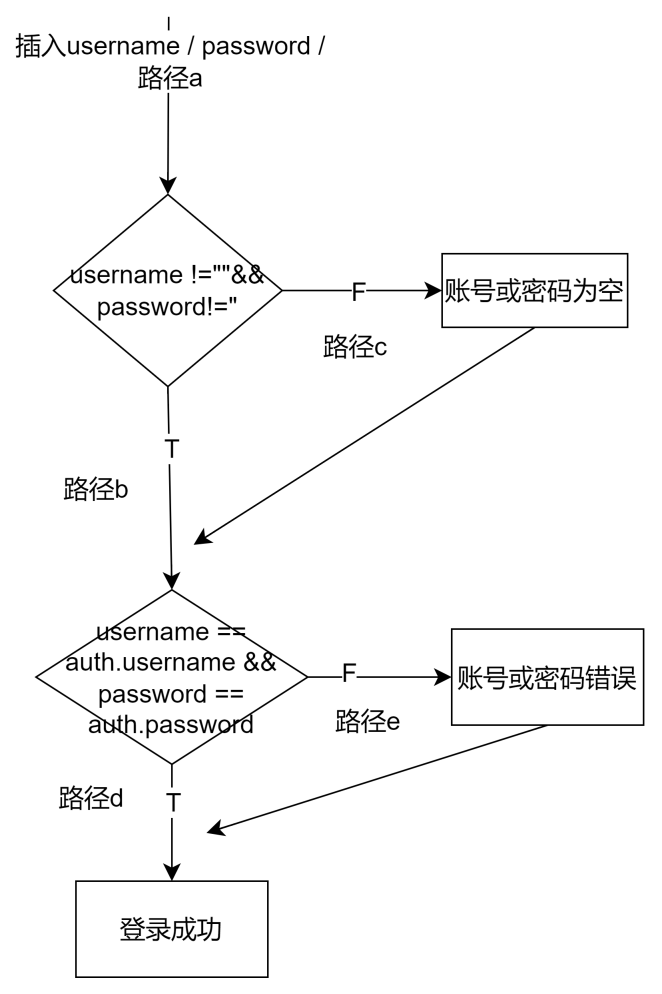 插入username / password /
路径a
username !=""&&
password!="
F
账号或密码为空
路径c
T
路径b
username ==
auth.username &&
password ==
auth.password
F
账号或密码错误
路径e
路径d
T
登录成功